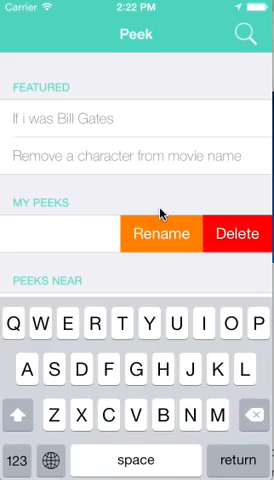 Carrier 2:22 PM
Peek
FEATURED
If i was Bill Gates
Remove a character from movie name
MY PEEKS
Rename Delete
PEEKS NEAR
Q W E R T Y U I O P
A S D F G H J K L
Z X C V B N M
123 space return